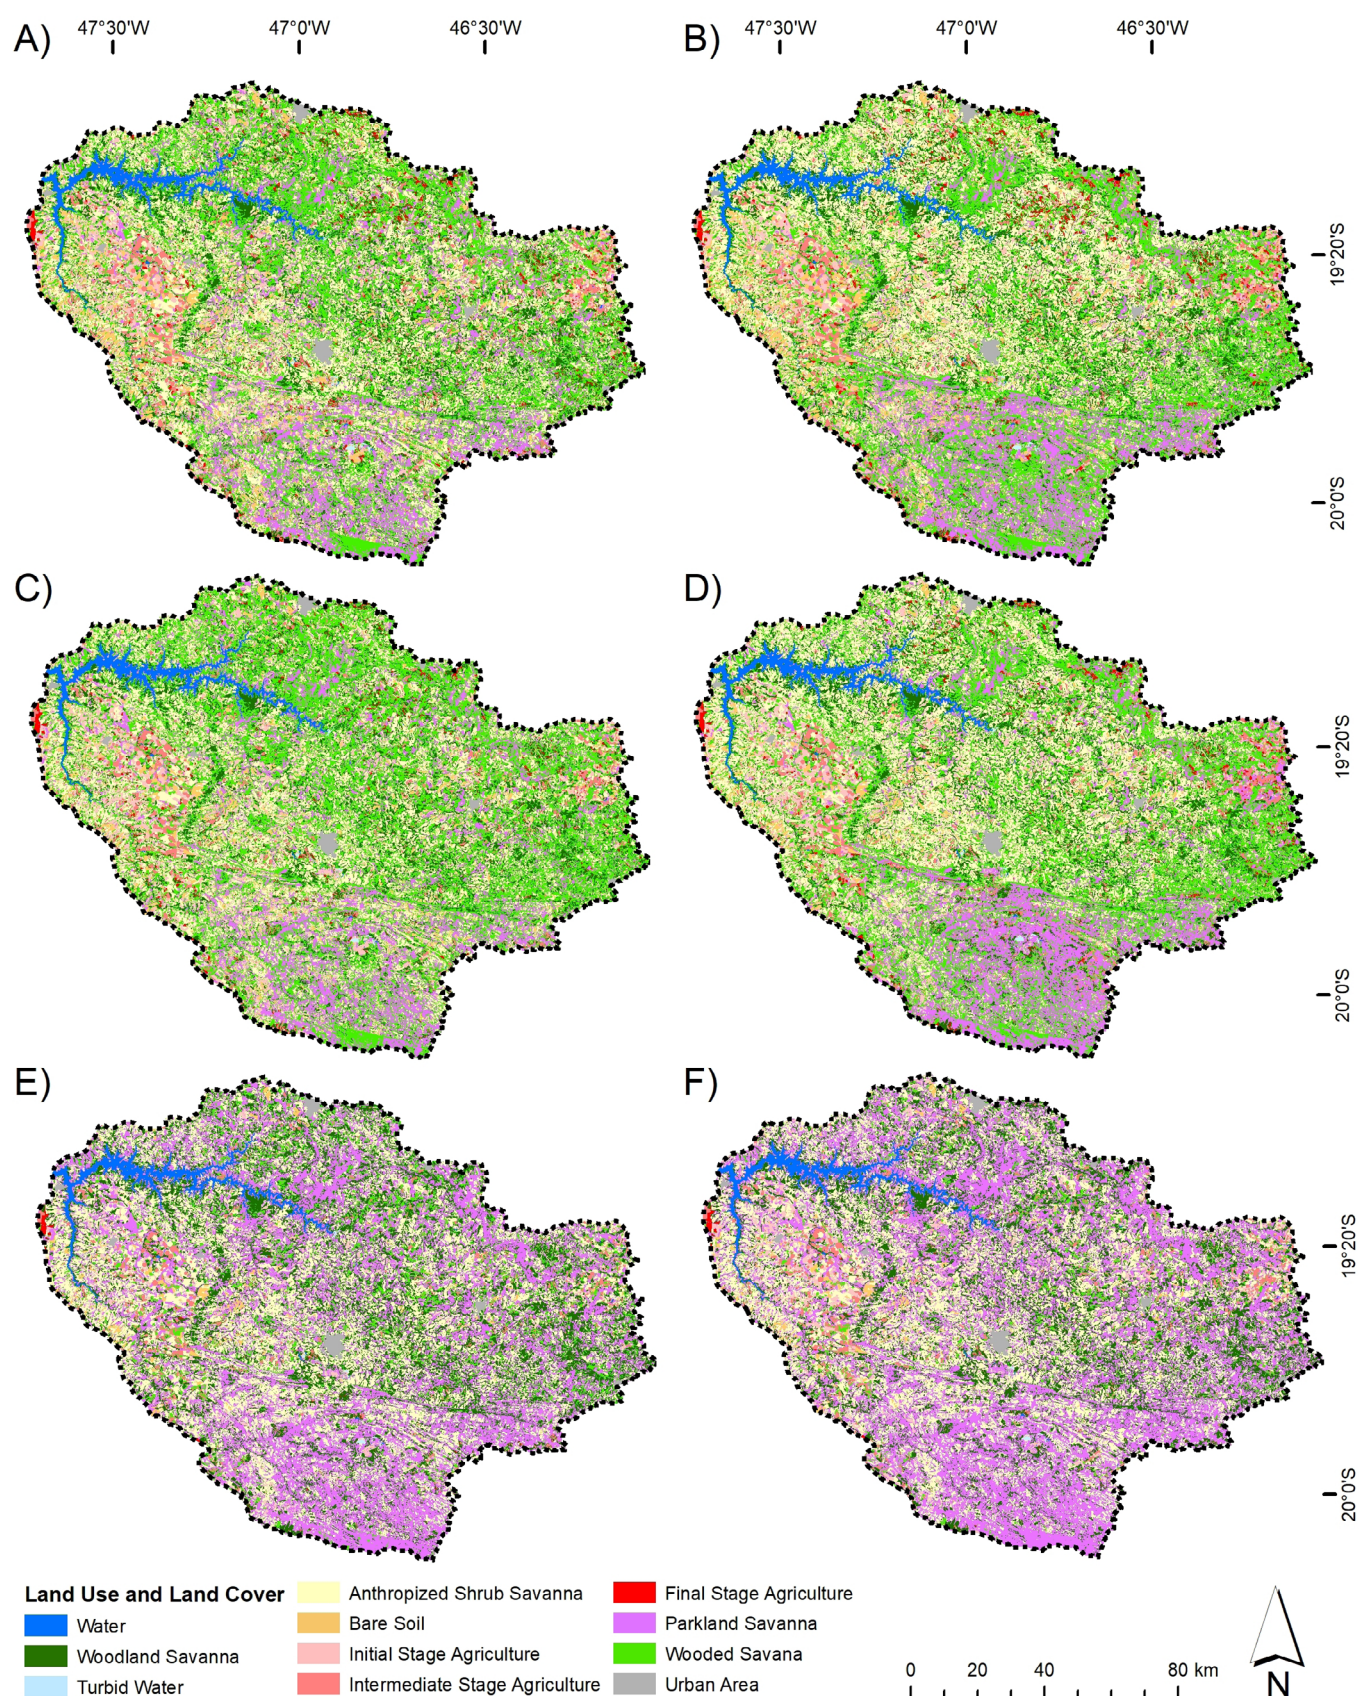 A)
47°30'W 47°0'W 46°30'W
B)
47°30'W 47°0'W 46°30'W
19°20'S
20°0'S
C)
D)
19°20'S
20°0'S
E)
F)
19°20'S
20°0'S
Land Use and Land Cover
Water
Woodland Savanna
Turbid Water
Anthropized Shrub Savanna
Bare Soil
Initial Stage Agriculture
Intermediate Stage Agriculture
Final Stage Agriculture
Parkland Savanna
Wooded Savana
Urban Area
0 20 40 80 km
N